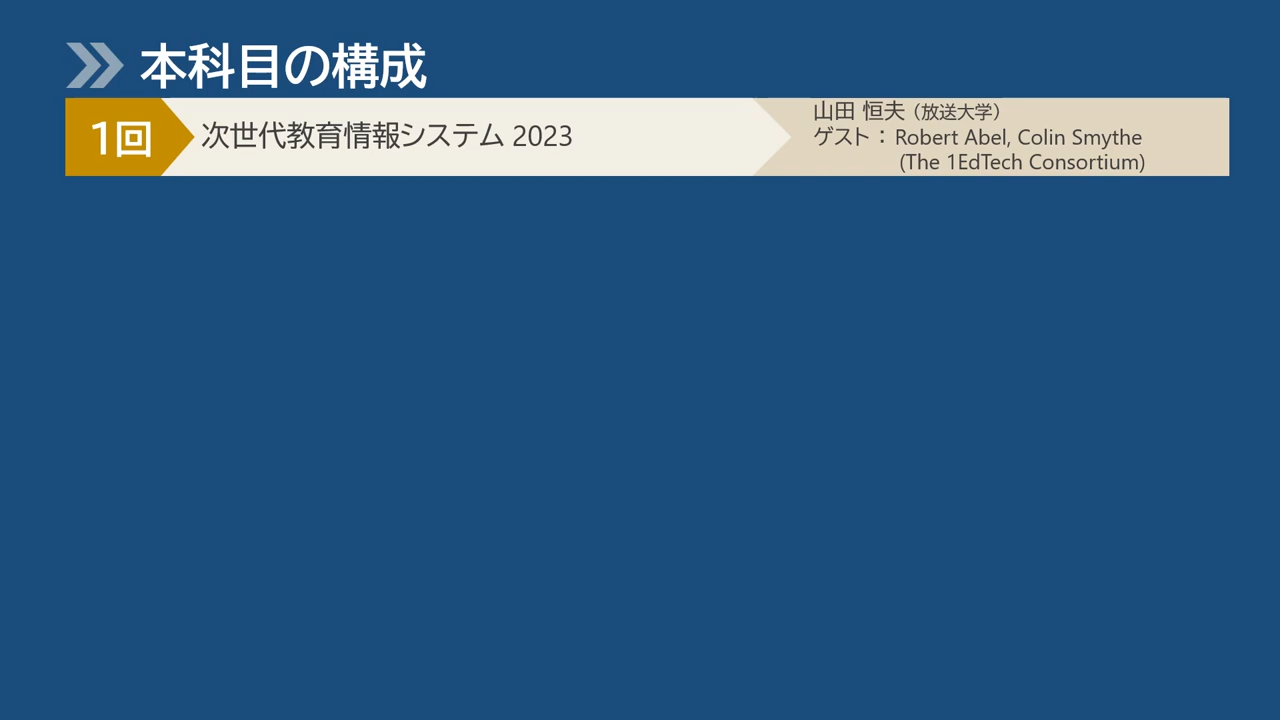 本科目の構成
1回
次世代教育情報システム 2023
山田 恒夫（放送大学）
ゲスト：Robert Abel, Colin Smythe
(The 1EdTech Consortium)